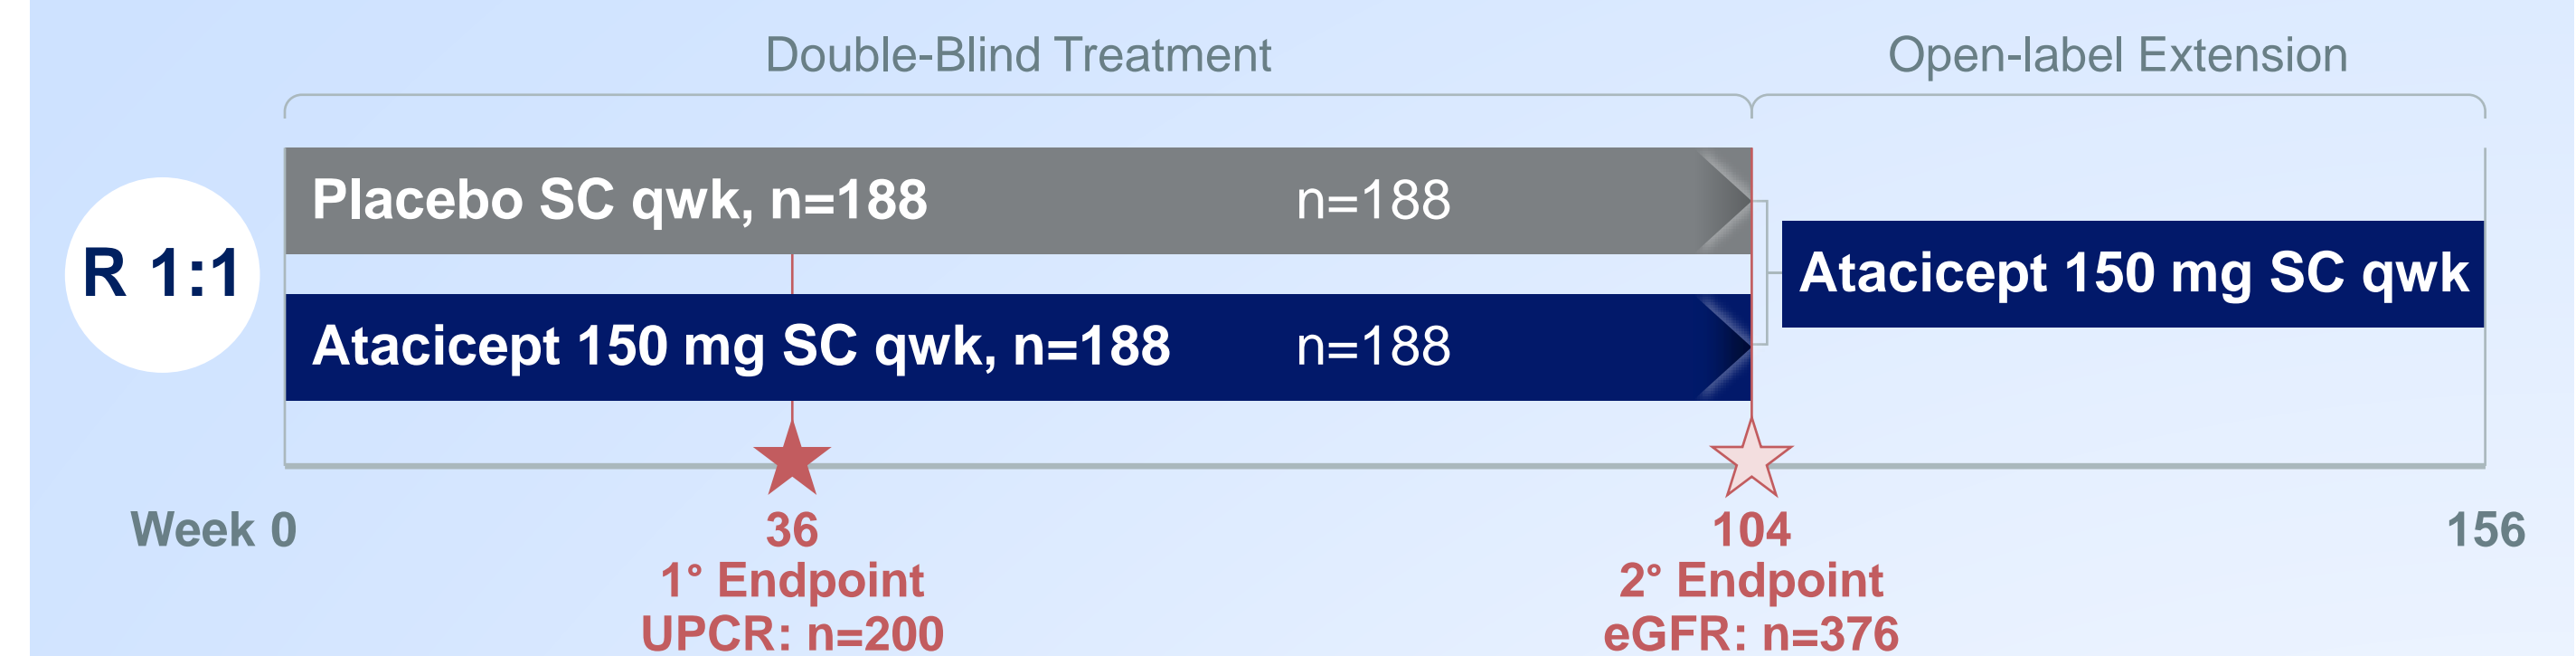 Double-Blind Treatment
Open-label Extension
R 1:1
Placebo SC qwk, n=188
n=188
Atacicept 150 mg SC qwk, n=188
n=188
Atacicept 150 mg SC qwk
Week 0
36
1° Endpoint
UPCR: n=200
104
2° Endpoint
eGFR: n=376
156